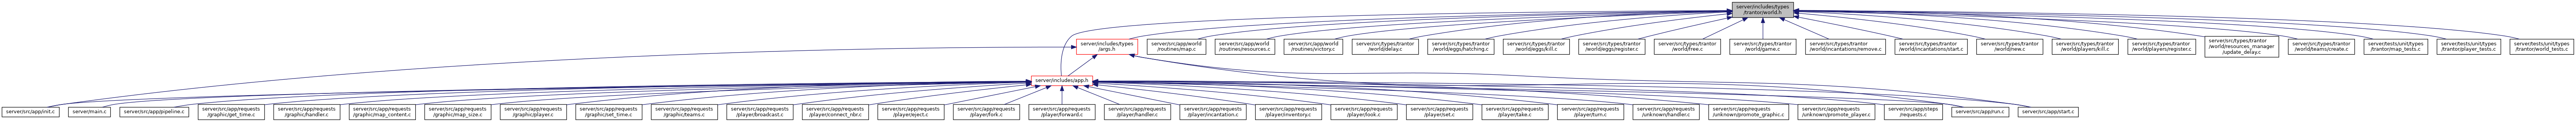 server/includes/types
/trantor/world.h
server/includes/types
/args.h
server/src/app/world
/routines/map.c
server/src/app/world
/routines/resources.c
server/src/app/world
/routines/victory.c
server/types/trantor
/world/delay.c
server/types/trantor
/world/eggs/hatching.c
server/types/trantor
/world/eggs/kill.c
server/types/trantor
/world/eggs/register.c
server/types/trantor
/world/free.c
server/types/trantor
/world/game.c
server/types/trantor
/world/incantations/remove.c
server/types/trantor
/world/incantations/start.c
server/types/trantor
/world/new.c
server/types/trantor
/world/players/kill.c
server/types/trantor
/world/players/register.c
server/types/trantor
/world/resources_manager
/update_delay.c
server/types/trantor
/world/teams/create.c
server/tests/unit/types
/trantor/map_tests.c
server/tests/unit/types
/trantor/player_tests.c
server/tests/unit/types
/trantor/world_tests.c
server/includes/app.h
server/src/app/init.c
server/main.c
server/src/app/pipeline.c
server/src/app/requests
/graphic/get_time.c
server/src/app/requests
/graphic/handler.c
server/src/app/requests
/graphic/map_content.c
server/src/app/requests
/graphic/map_size.c
server/src/app/requests
/graphic/player.c
server/src/app/requests
/graphic/set_time.c
server/src/app/requests
/graphic/teams.c
server/src/app/requests
/player/broadcast.c
server/src/app/requests
/player/connect_nbr.c
server/src/app/requests
/player/eject.c
server/src/app/requests
/player/fork.c
server/src/app/requests
/player/forward.c
server/src/app/requests
/player/handler.c
server/src/app/requests
/player/incantation.c
server/src/app/requests
/player/inventory.c
server/src/app/requests
/player/look.c
server/src/app/requests
/player/set.c
server/src/app/requests
/player/take.c
server/src/app/requests
/player/turn.c
server/src/app/requests
/unknown/handler.c
server/src/app/requests
/unknown/promote_graphic.c
server/src/app/requests
/unknown/promote_player.c
server/src/app/steps
/requests.c
server/src/app/run.c
server/src/app/start.c